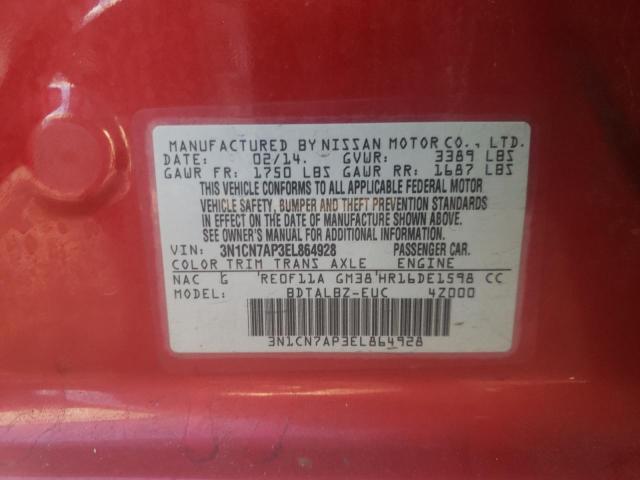 MANUFACTURED BY NISSAN MOTOR CO., LTD.
DATE: 02/14. GVWR: 3389 LBS
GAWR FR: 1750 LBS GAWR RR: 1687 LBS
THIS VEHICLE CONFORMS TO ALL APPLICABLE FEDERAL MOTOR
VEHICLE SAFETY, BUMPER AND THEFT PREVENTION STANDARDS
IN EFFECT ON THE DATE OF MANUFACTURE SHOWN ABOVE.
SEE OWNER'S MANUAL FOR ADDITIONAL INFORMATION.
VIN: 3N1CN7AP3EL864928 PASSENGER CAR.
COLOR TRIM TRANS AXLE ENGINE
NAC G RE0F11A GM38 HR16DE1598 CC
MODEL: BDTALBZ-EUC 4Z000
3N1CN7AP3EL864928